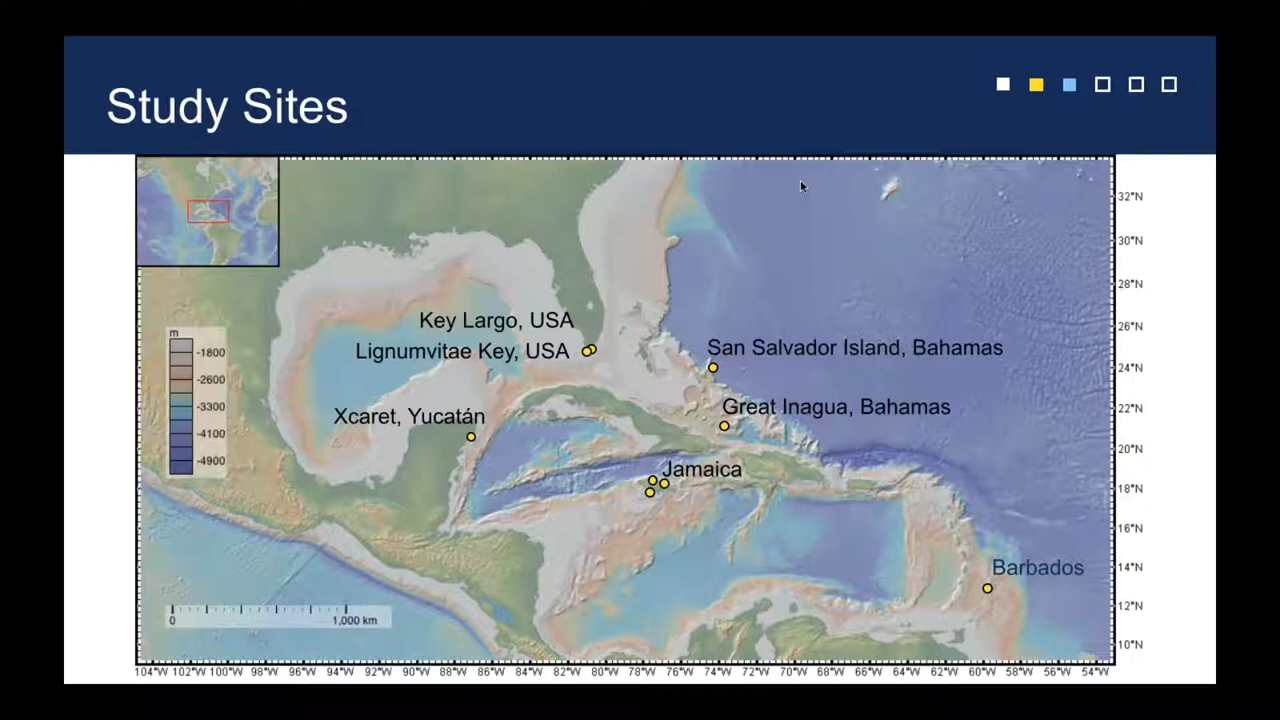 Study Sites
32°N
30°N
28°N
Key Largo, USA
26°N
m
Lignumvitae Key, USA
San Salvador Island, Bahamas
-1800
24°N
-2600
-3300
Great Inagua, Bahamas
22°N
Xcaret, Yucatán
-4100
20°N
-4900
Jamaica
18°N
16°N
Barbados
14°N
12°N
0 1,000 km
10°N
104°W 102°W 100°W 98°W 96°W 94°W 92°W 90°W 88°W 86°W 84°W 82°W 80°W 78°W 76°W 74°W 72°W 70°W 68°W 66°W 64°W 62°W 60°W 58°W 56°W 54°W